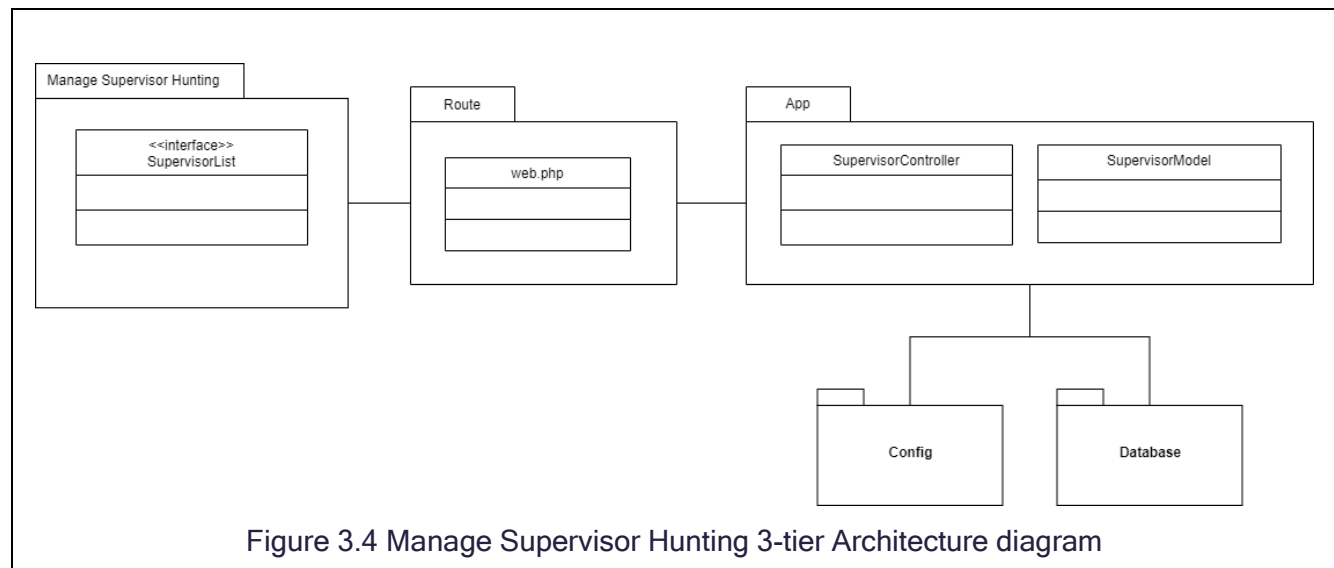 Manage Supervisor Hunting
<<interface>>
SupervisorList
Route
web.php
App
SupervisorController
SupervisorModel
Config
Database
Figure 3.4 Manage Supervisor Hunting 3-tier Architecture diagram